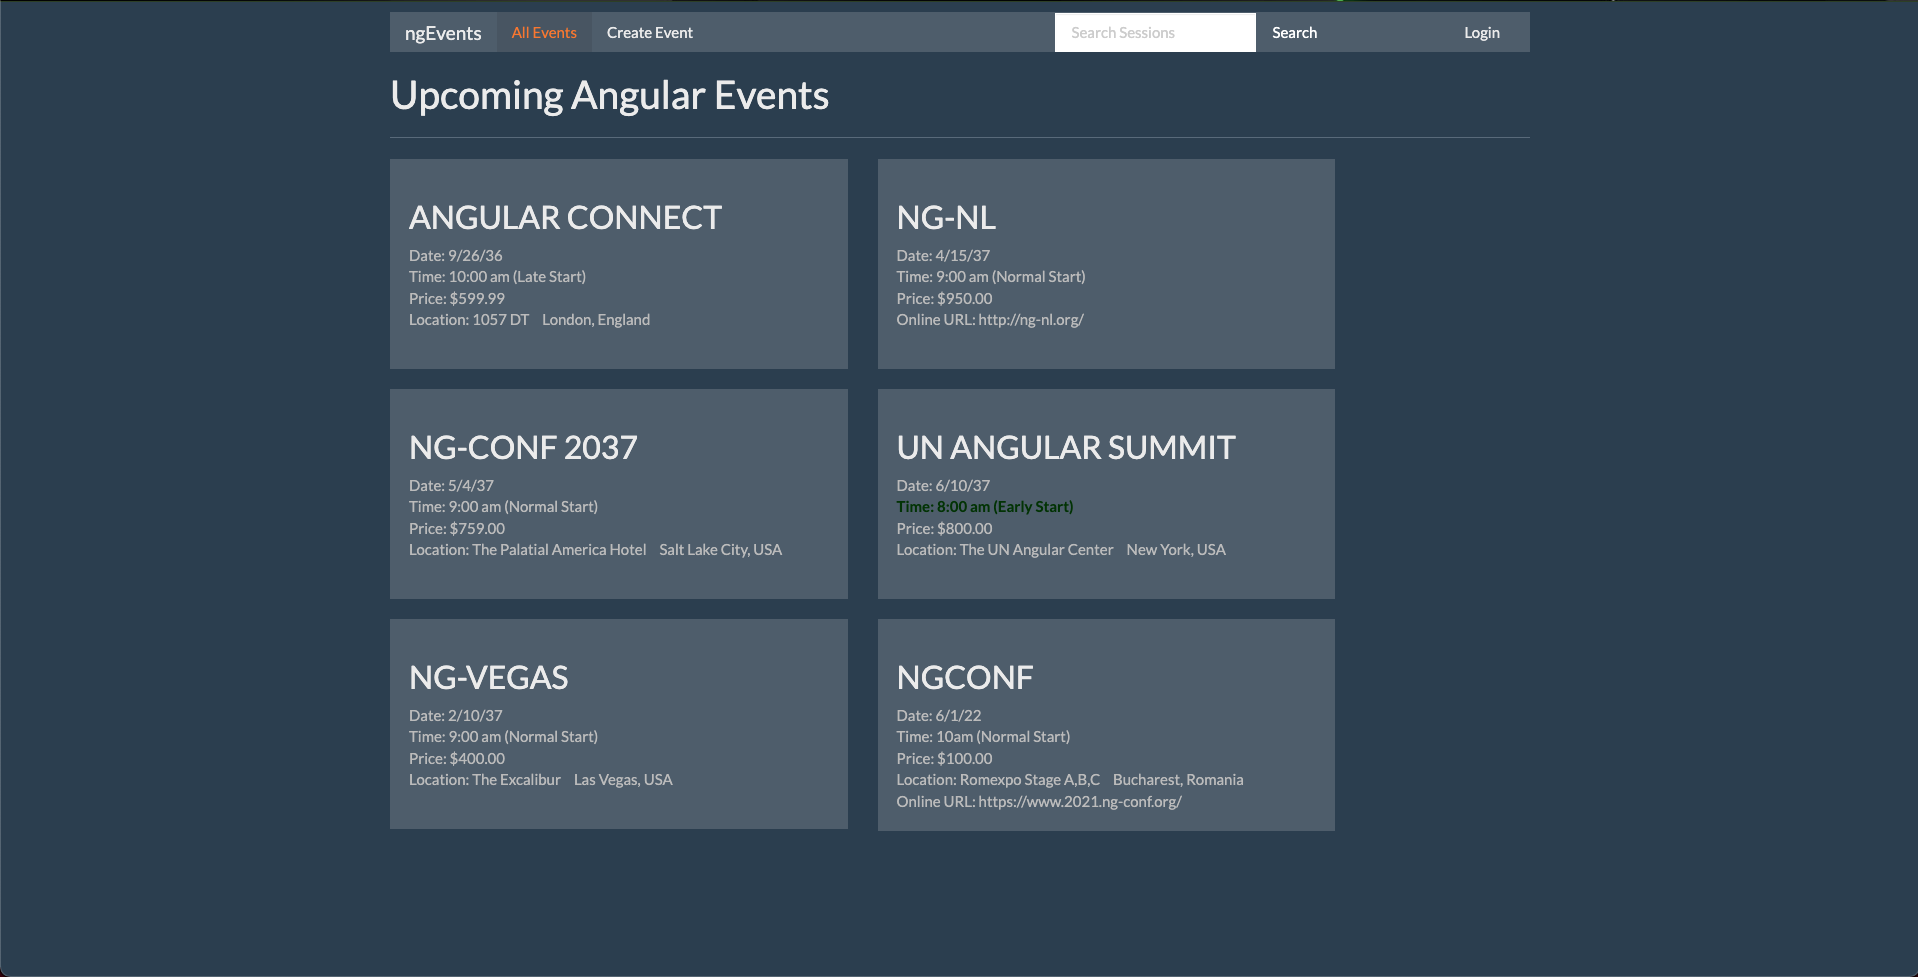 ngEvents All Events Create Event Search Sessions Search Login
Upcoming Angular Events
ANGULAR CONNECT
Date: 9/26/36
Time: 10:00 am (Late Start)
Price: $599.99
Location: 1057 DT London, England
NG-NL
Date: 4/15/37
Time: 9:00 am (Normal Start)
Price: $950.00
Online URL: http://ng-nl.org/
NG-CONF 2037
Date: 5/4/37
Time: 9:00 am (Normal Start)
Price: $759.00
Location: The Palatial America Hotel Salt Lake City, USA
UN ANGULAR SUMMIT
Date: 6/10/37
Time: 8:00 am (Early Start)
Price: $800.00
Location: The UN Angular Center New York, USA
NG-VEGAS
Date: 2/10/37
Time: 9:00 am (Normal Start)
Price: $400.00
Location: The Excalibur Las Vegas, USA
NGCONF
Date: 6/1/22
Time: 10am (Normal Start)
Price: $100.00
Location: Romexpo Stage A,B,C Bucharest, Romania
Online URL: https://www.2021.ng-conf.org/